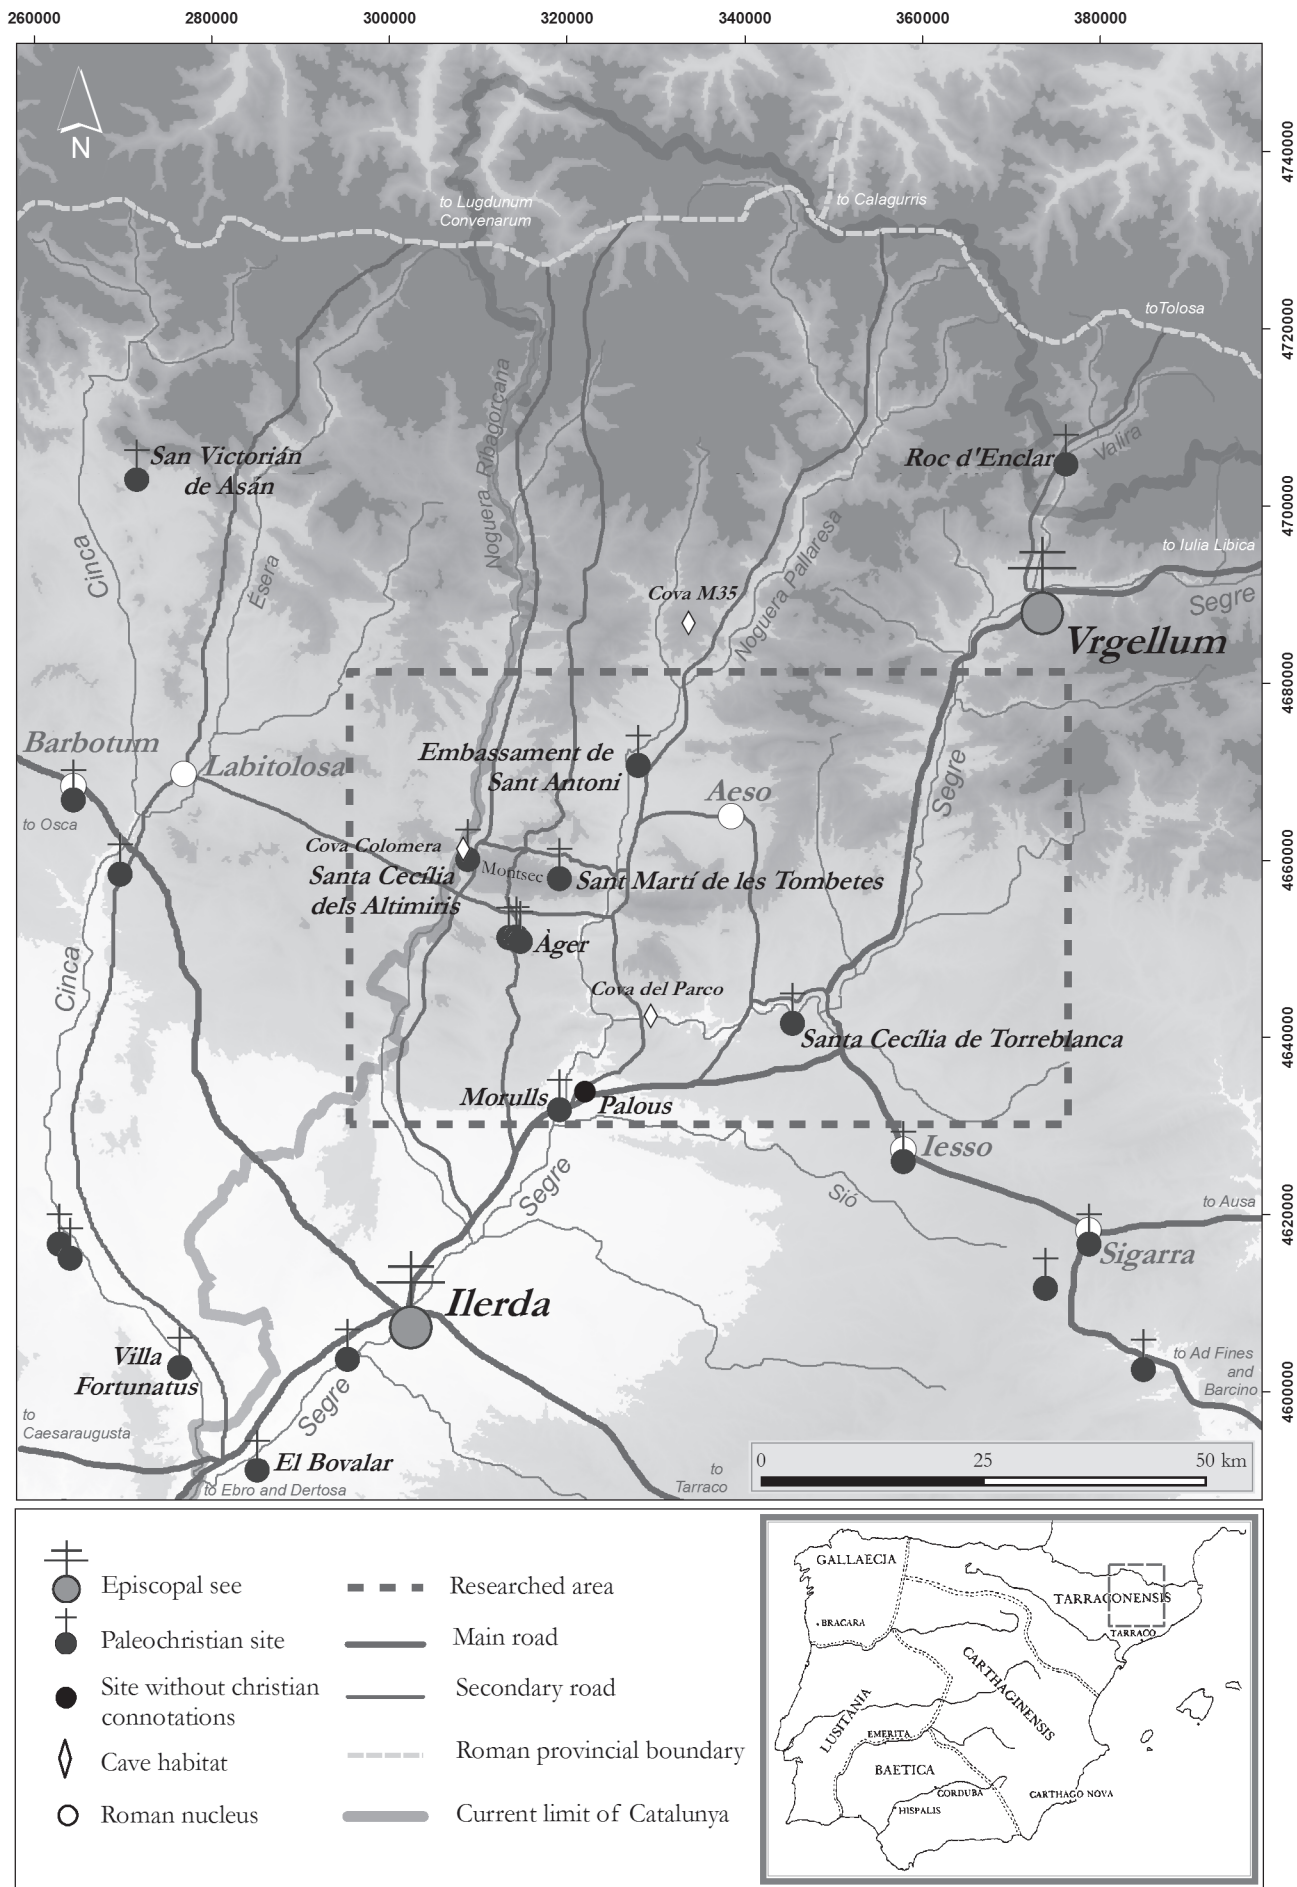 260000 280000 300000 320000 340000 360000 380000
4740000
4720000
4700000
4680000
4660000
4640000
4620000
4600000
N
to Lugdunum
Convenarum
to Calagurris
toTolosa
Noguera Ribagorçana
Valira
San Victorián
de Asán
Roc d'Enclar
Cinca
Ésera
Noguera Pallaresa
to Iulia Libica
Segre
Cova M35
Vrgellum
Barbotum
Labitolosa
to Osca
Embassament de
Sant Antoni
Aeso
Segre
Cova Colomera
Montsec
Santa Cecília
dels Altimiris
Sant Martí de les Tombetes
Àger
Cinca
Cova del Parco
Santa Cecília de Torreblanca
Morulls
Palous
Iesso
Segre
Sió
to Ausa
Sigarra
Ilerda
Villa
Fortunatus
to Ad Fines
and
Barcino
to
Caesaraugusta
Segre
El Bovalar
to Ebro and Dertosa
to
Tarraco
0 25 50 km
Episcopal see
Paleochristian site
Site without christian
connotations
Cave habitat
Roman nucleus
Researched area
Main road
Secondary road
Roman provincial boundary
Current limit of Catalunya
GALLAECIA
TARRACONENSIS
BRACARA
TARRACO
CARTHAGINENSIS
LUSITANIA
EMERITA
BAETICA
CORDUBA
CARTHAGO NOVA
HISPALIS